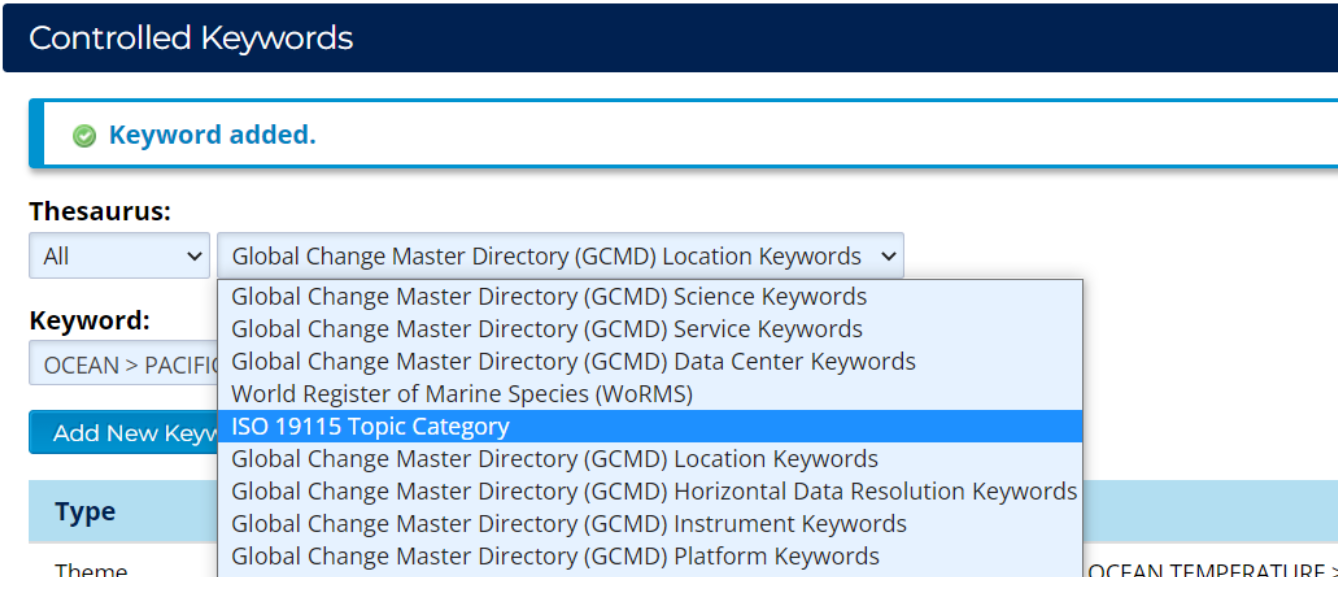 Controlled Keywords
Keyword added.
Thesaurus:
All
Global Change Master Directory (GCMD) Location Keywords
Global Change Master Directory (GCMD) Science Keywords
Keyword:
Global Change Master Directory (GCMD) Service Keywords
OCEAN > PACIFIC
Global Change Master Directory (GCMD) Data Center Keywords
World Register of Marine Species (WoRMS)
Add New Keyw
ISO 19115 Topic Category
Global Change Master Directory (GCMD) Location Keywords
Type
Global Change Master Directory (GCMD) Horizontal Data Resolution Keywords
Global Change Master Directory (GCMD) Instrument Keywords
Global Change Master Directory (GCMD) Platform Keywords
Theme
OCEAN TEMPERATURE >